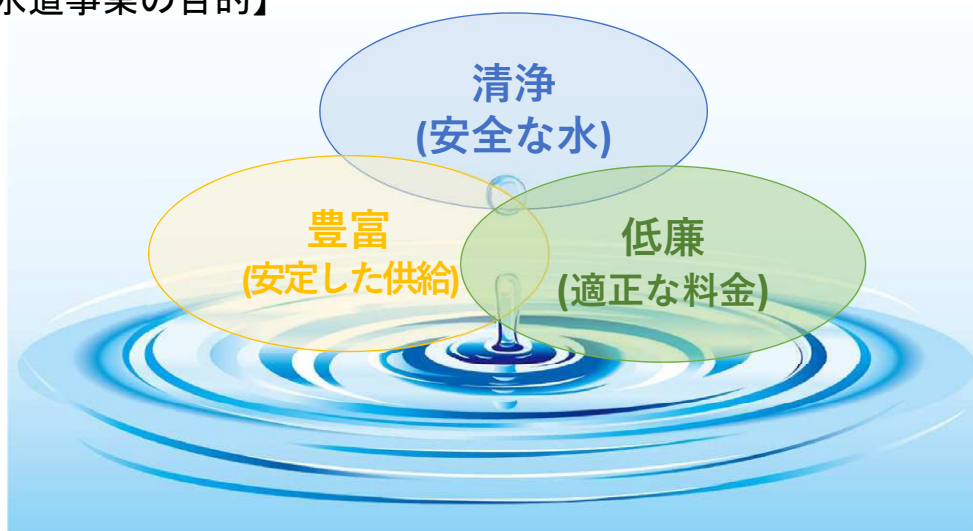 水道事業の目的】
清浄
(安全な水)
豊富
(安定した供給)
低廉
(適正な料金)